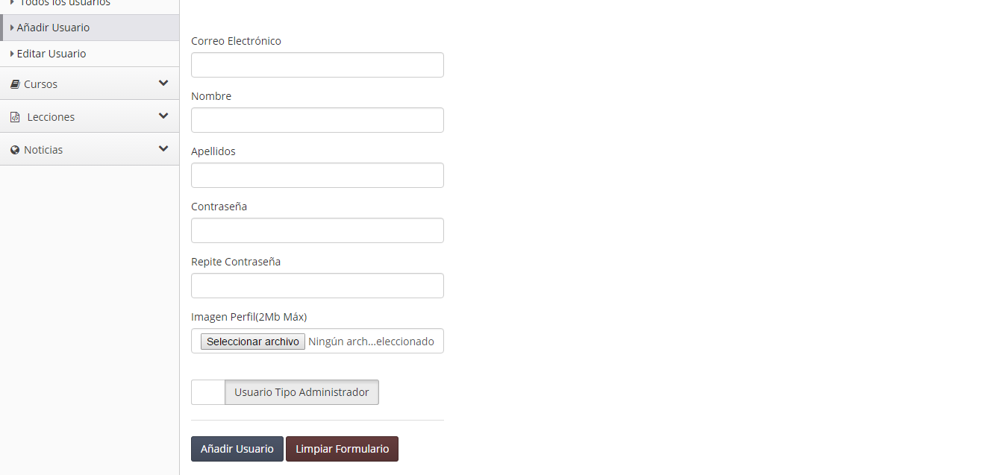 Todos los usuarios
Añadir Usuario
Editar Usuario
Cursos
Lecciones
Noticias
Correo Electrónico
Nombre
Apellidos
Contraseña
Repite Contraseña
Imagen Perfil(2Mb Máx)
Seleccionar archivo Ningún arch...eleccionado
Usuario Tipo Administrador
Añadir Usuario Limpiar Formulario